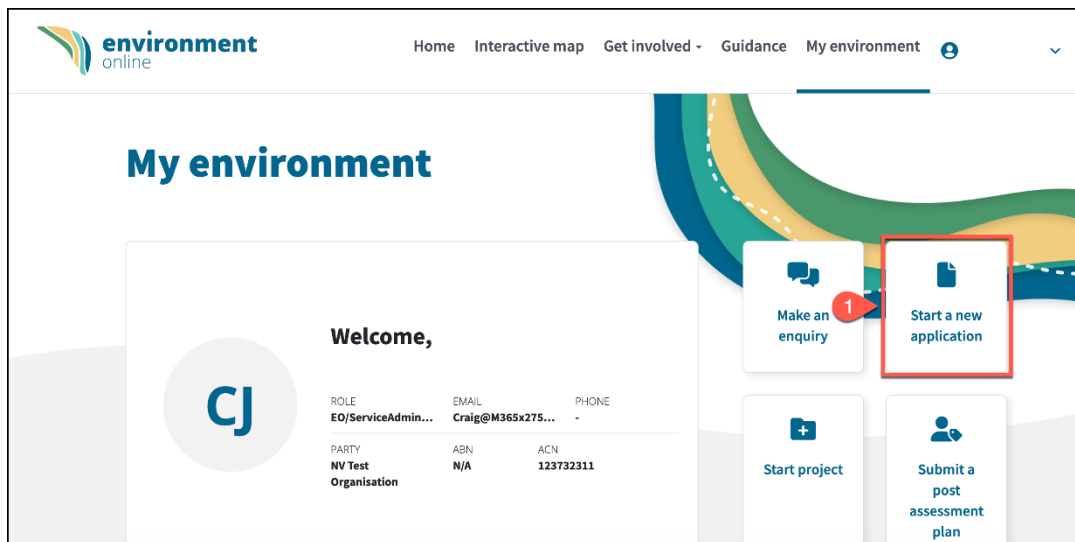 environment
online
Home Interactive map Get involved Guidance My environment
My environment
Welcome,
CJ
ROLE EMAIL PHONE
EO/ServiceAdmin... Craig@M365x275... -
PARTY ABN ACN
NV Test N/A 123732311
Organisation
Make an
enquiry
1
Start a new
application
Start project
Submit a
post
assessment
plan